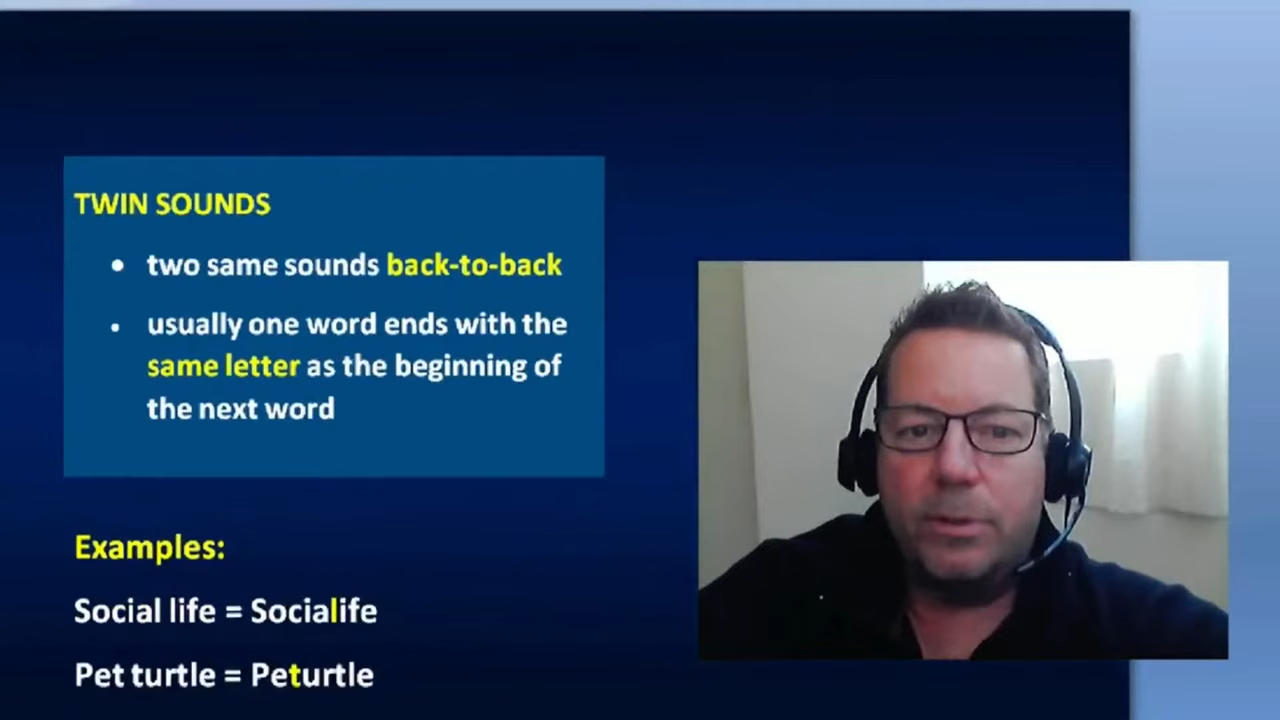 TWIN SOUNDS
• two same sounds back-to-back
• usually one word ends with the
same letter as the beginning of
the next word
Examples:
Social life = Socialife
Pet turtle = Peturtle